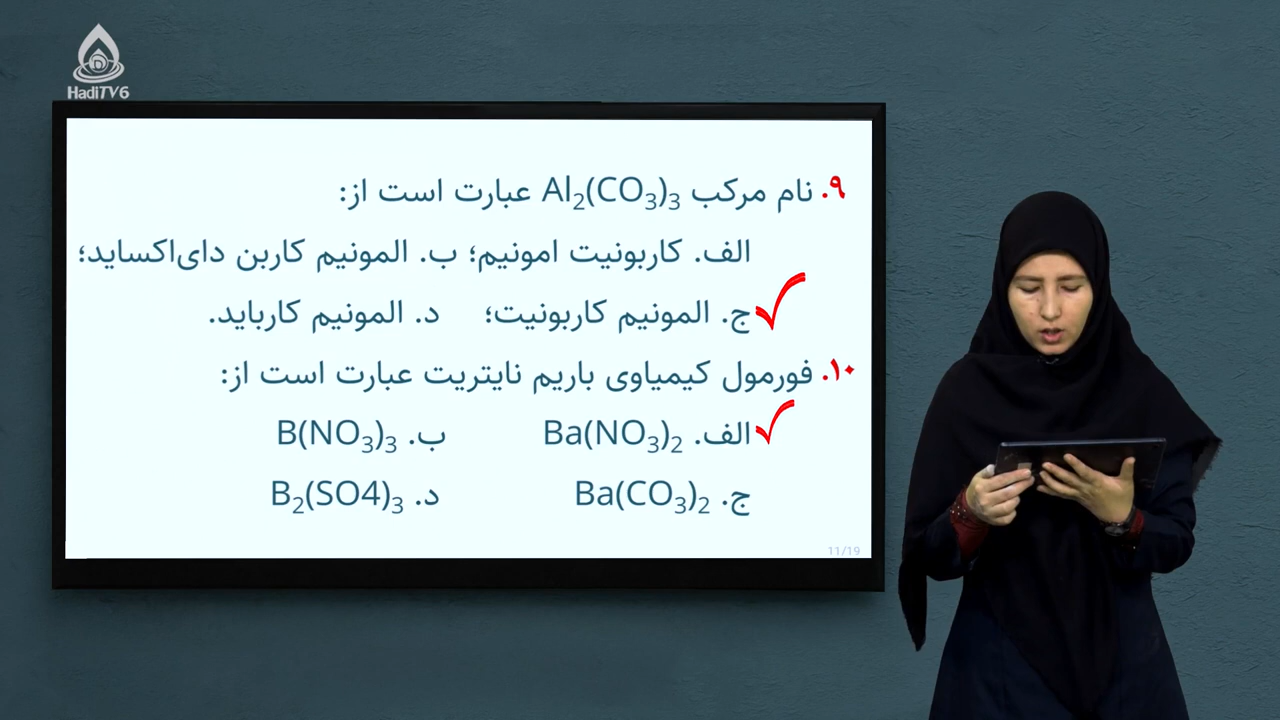 HadiTV6
۹. نام مرکب Al₂(CO₃)₃ عبارت است از:
الف. کاربونیت امونیم؛ ب. المونیم کاربن دای‌اکساید؛
ج. المونیم کاربونیت؛ د. المونیم کارباید.
۱۰. فورمول کیمیاوی باریم نایتریت عبارت است از:
الف. Ba(NO₃)₂ ب. B(NO₃)₃
ج. Ba(CO₃)₂ د. B₂(SO4)₃
11/19